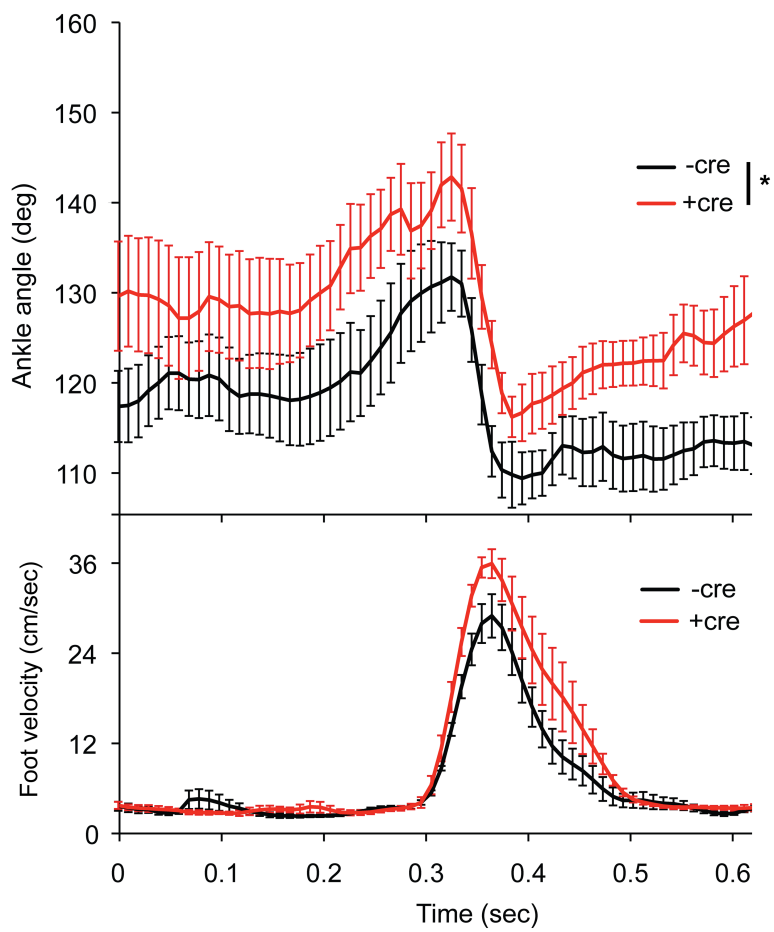 160
150
140
130
120
110
Ankle angle (deg)
-cre
+cre
*
36
24
12
0
Foot velocity (cm/sec)
-cre
+cre
0 0.1 0.2 0.3 0.4 0.5 0.6
Time (sec)